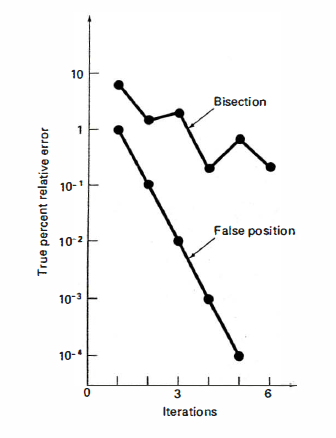 10
Bisection
1
True percent relative error
10-1
False position
10-2
10-3
10-4
0
3
6
Iterations